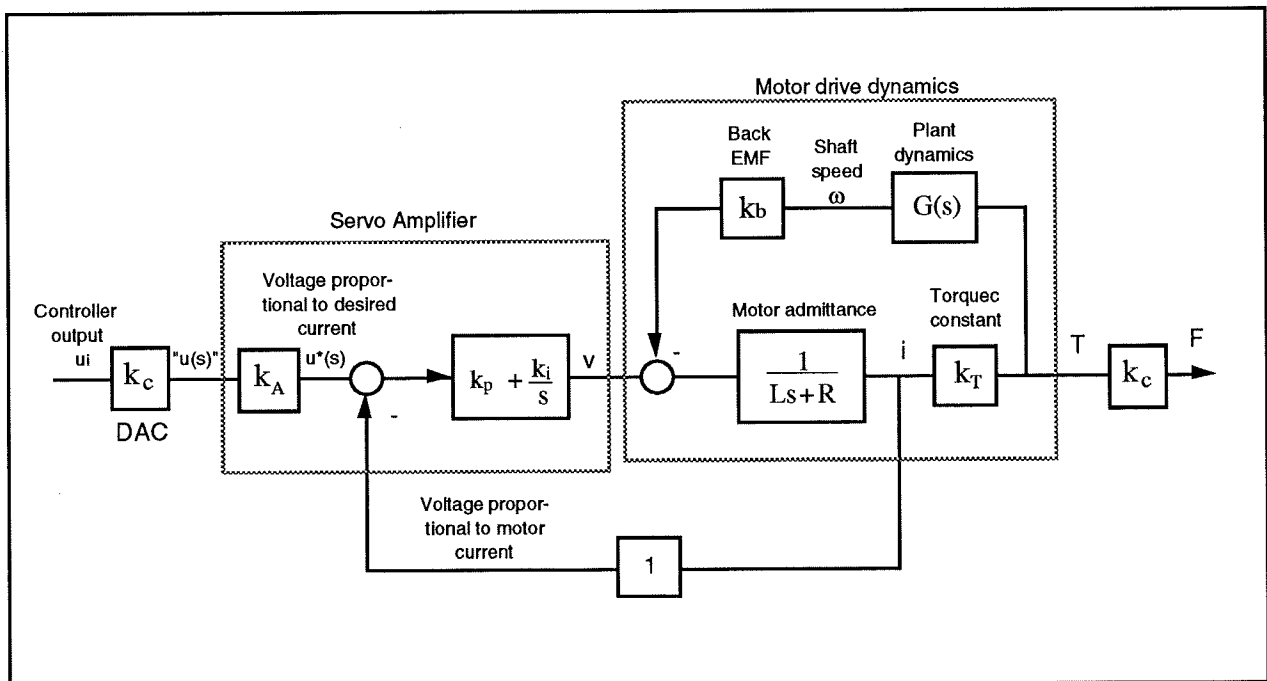 Motor drive dynamics
Back
EMF
Shaft
speed
ω
Plant
dynamics
kb
G(s)
Servo Amplifier
Voltage propor-
tional to desired
current
Motor admittance
Torquec
constant
Controller
output
ui
"u(s)"
u*(s)
kc
kA
kp + ki/s
v
-
-
1/(Ls+R)
i
kT
T
kc
F
DAC
Voltage propor-
tional to motor
current
1